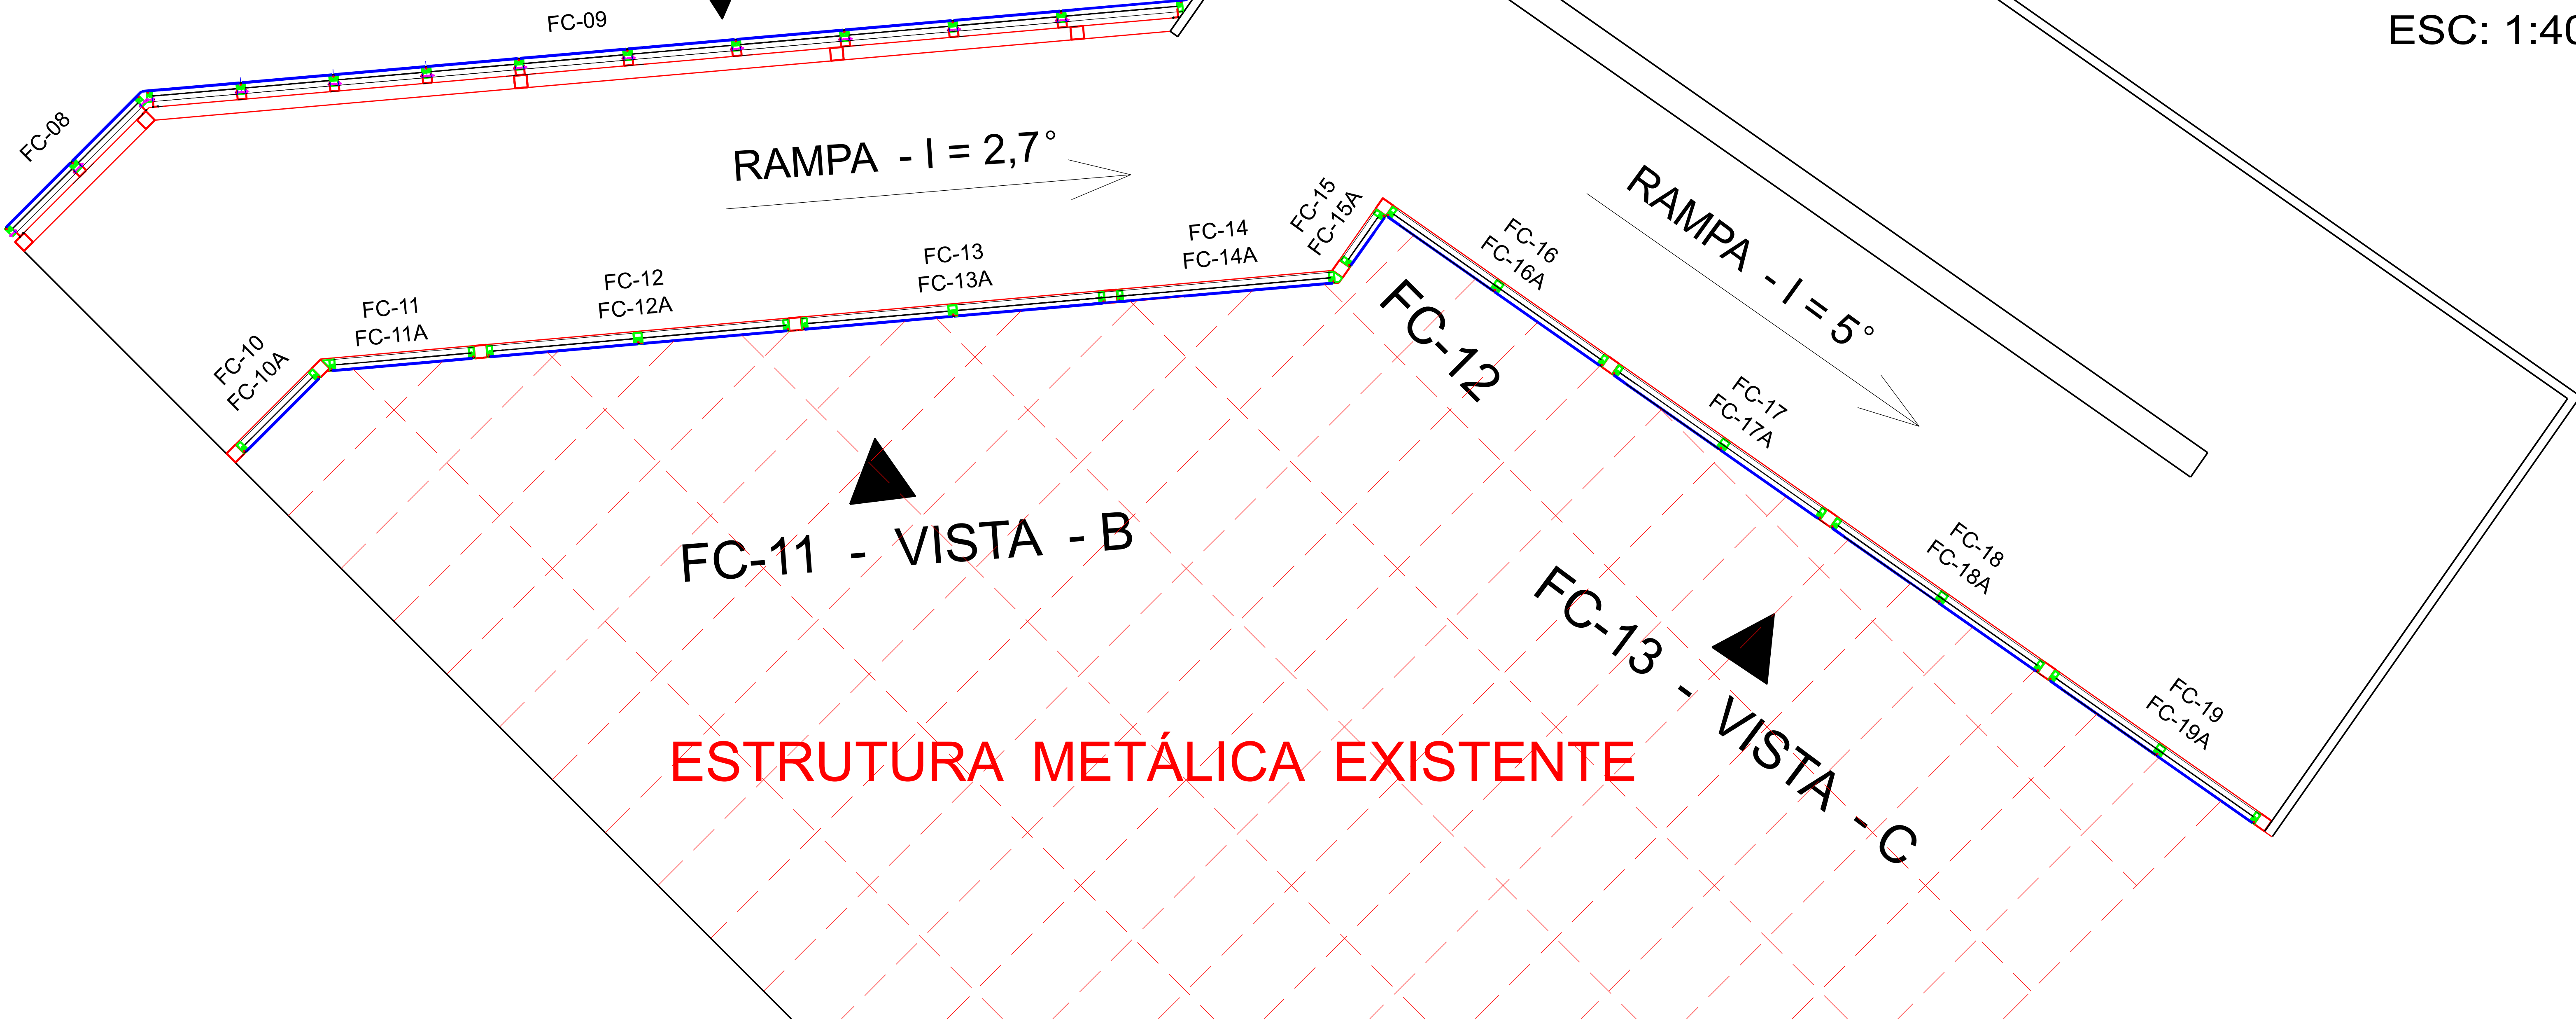 FC-09
ESC: 1:40
FC-08
RAMPA - I = 2,7°
RAMPA - I = 5°
FC-10
FC-10A
FC-11
FC-11A
FC-12
FC-12A
FC-13
FC-13A
FC-14
FC-14A
FC-15
FC-15A
FC-16
FC-16A
FC-12
FC-17
FC-17A
FC-11 - VISTA - B
FC-18
FC-18A
FC-13 - VISTA - C
FC-19
FC-19A
ESTRUTURA METÁLICA EXISTENTE